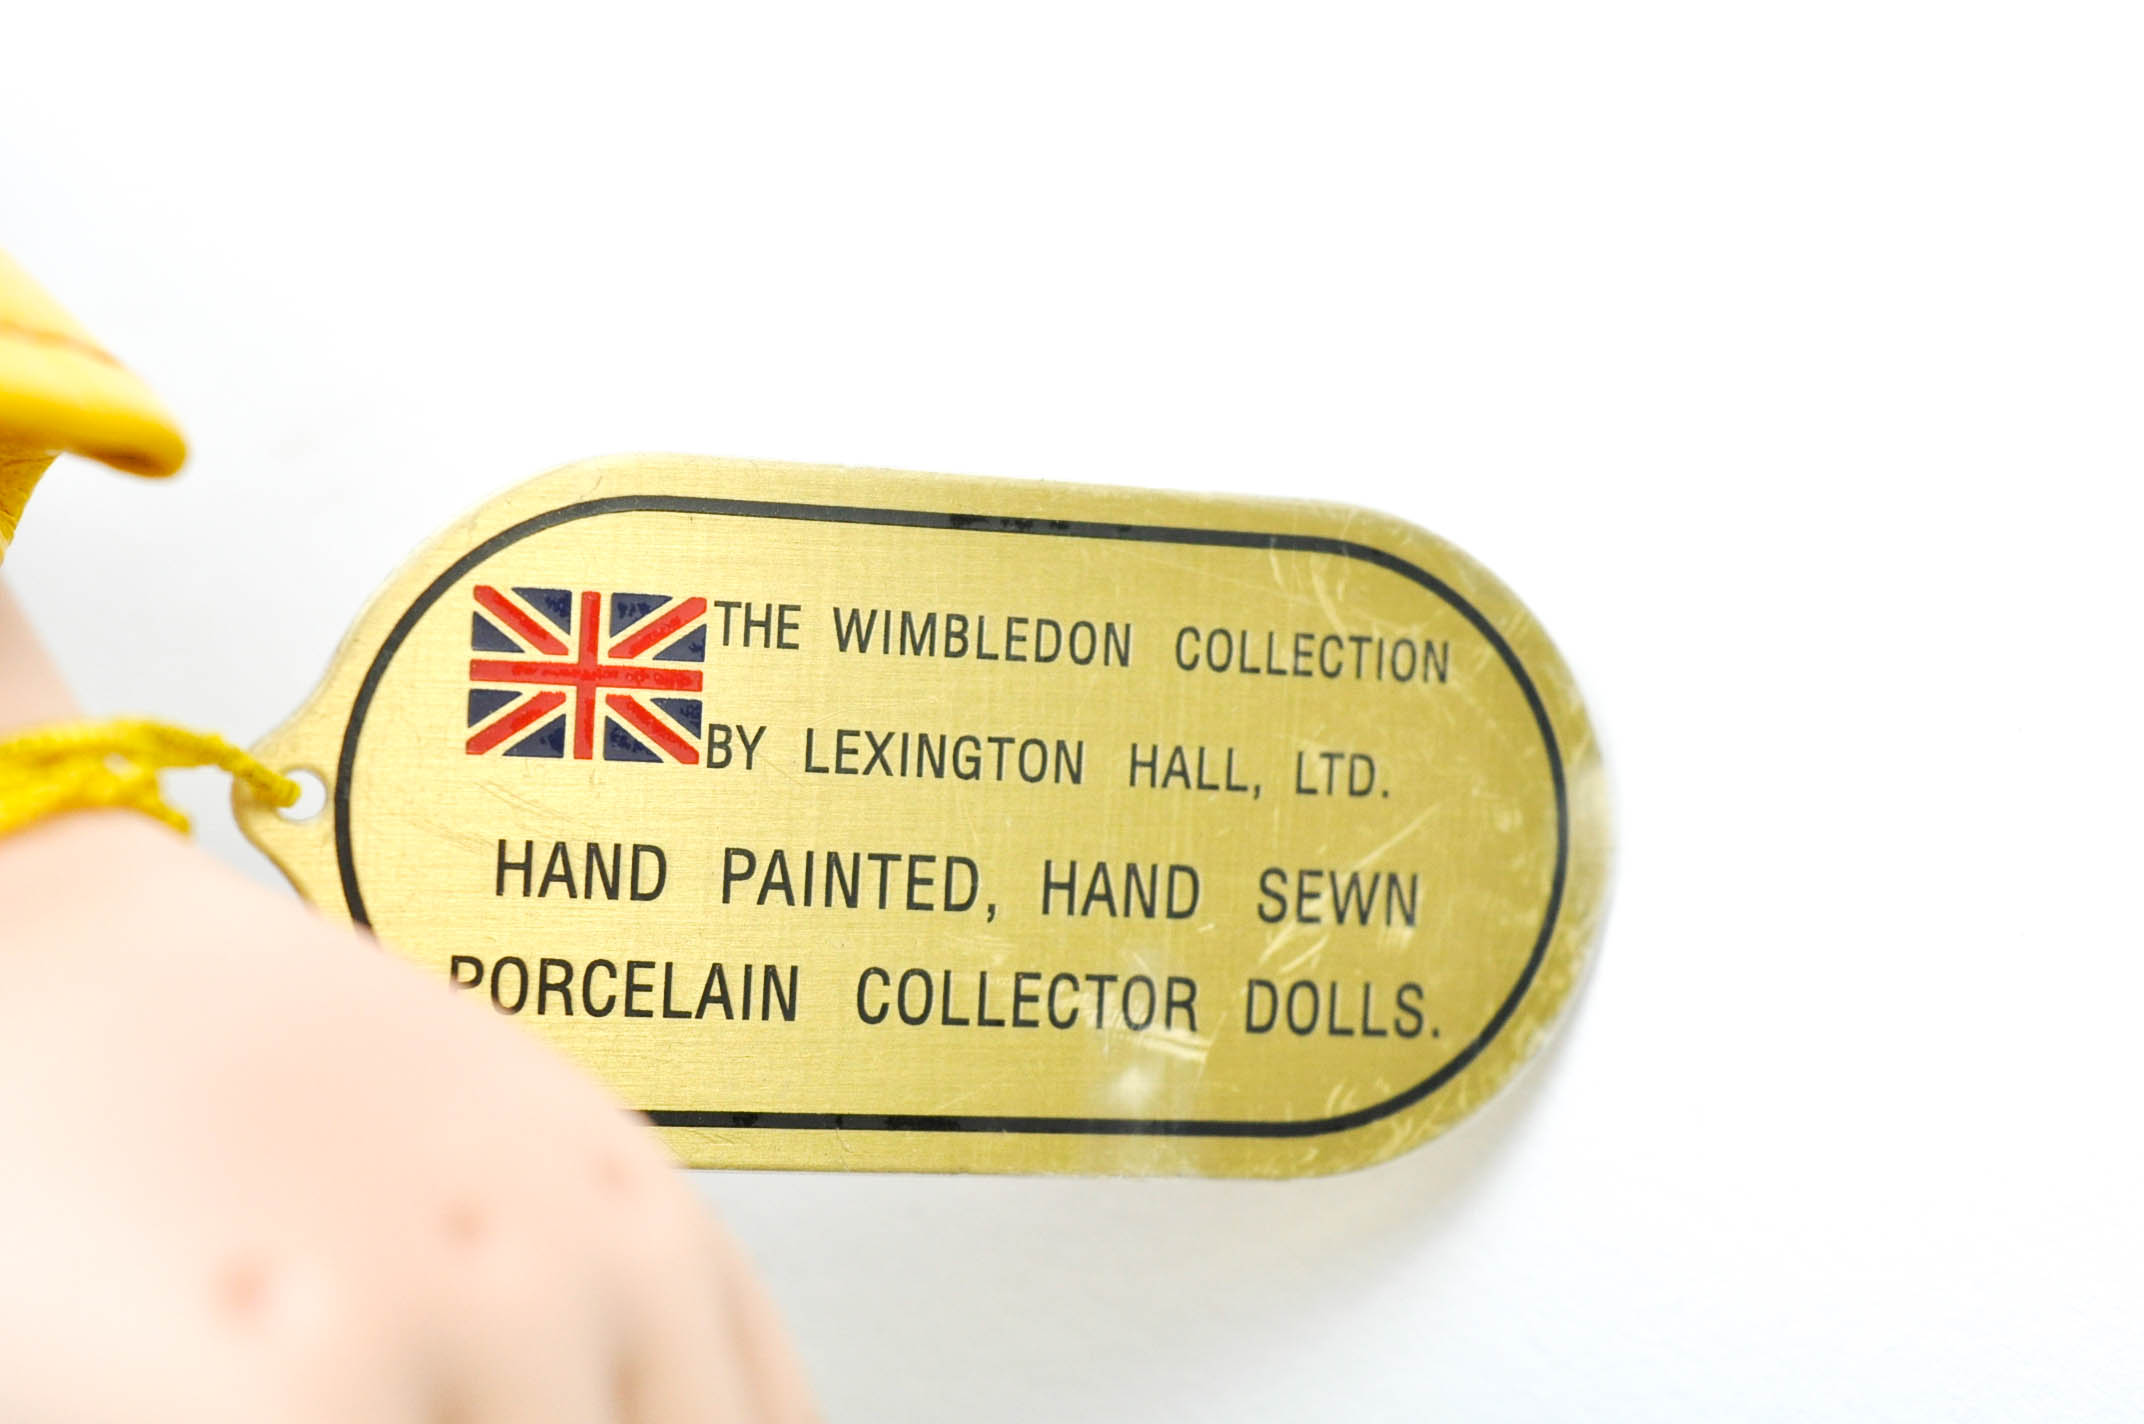 THE WIMBLEDON COLLECTION
BY LEXINGTON HALL, LTD.
HAND PAINTED, HAND SEWN
PORCELAIN COLLECTOR DOLLS.